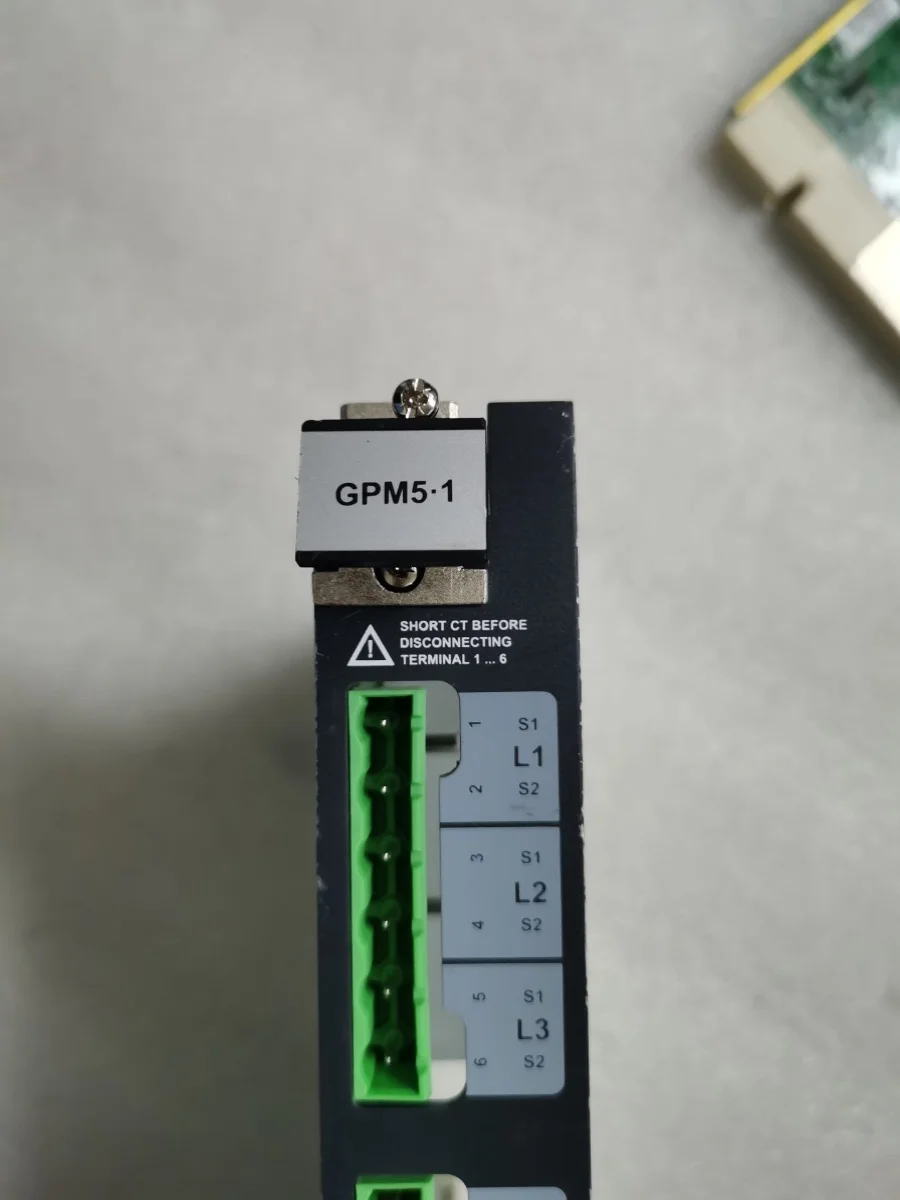 GPM5·1
SHORT CT BEFORE
DISCONNECTING
TERMINAL 1 ... 6
1 S1
L1
2 S2
3 S1
L2
4 S2
5 S1
L3
6 S2